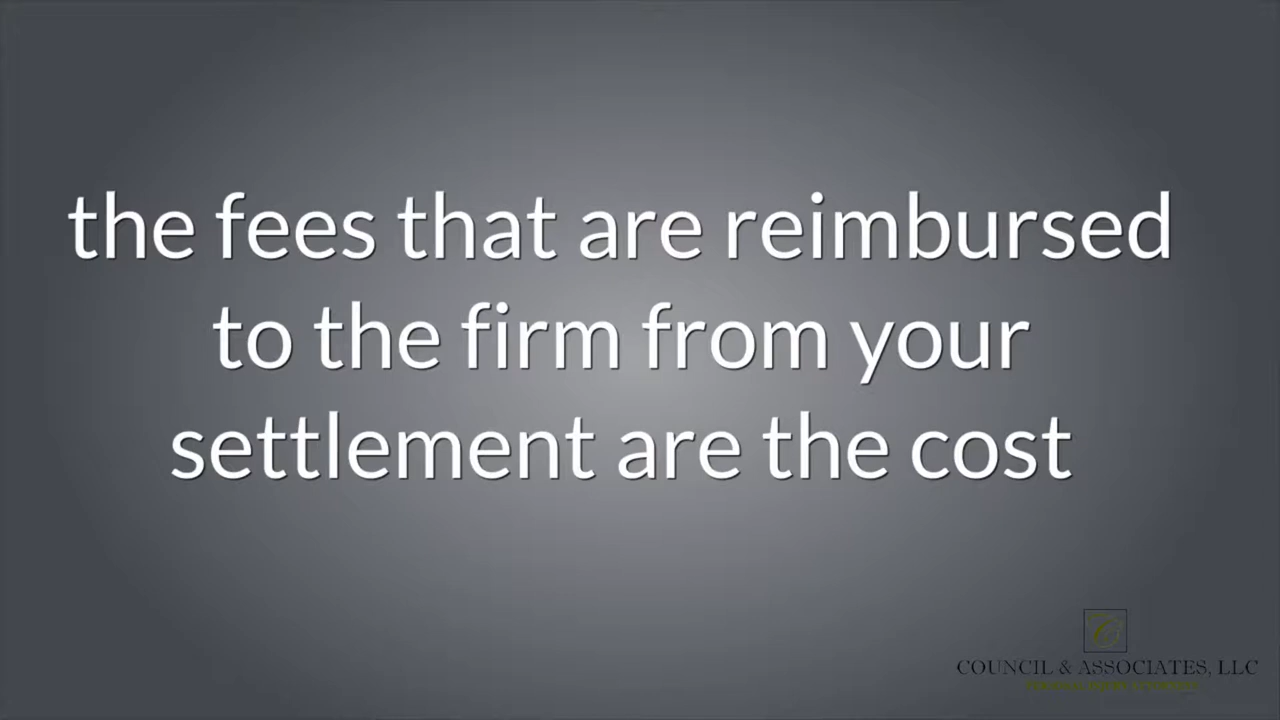 the fees that are reimbursed
to the firm from your
settlement are the cost
COUNCIL & ASSOCIATES, LLC